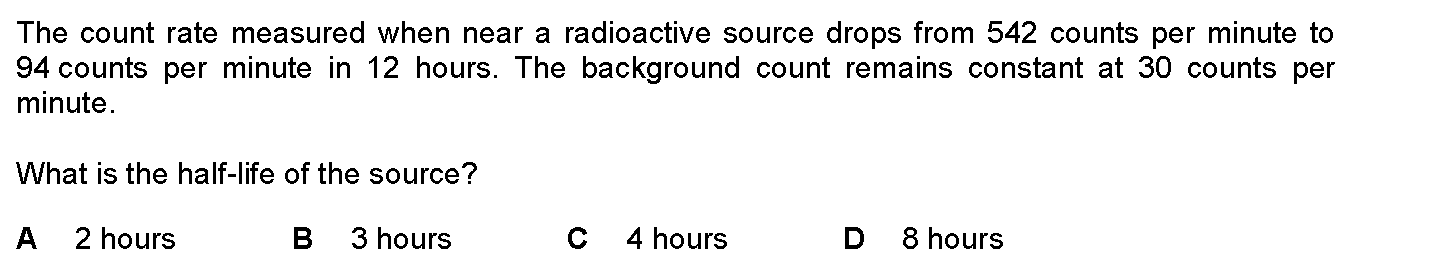 The count rate measured when near a radioactive source drops from 542 counts per minute to
94 counts per minute in 12 hours. The background count remains constant at 30 counts per
minute.
What is the half-life of the source?
A 2 hours B 3 hours C 4 hours D 8 hours